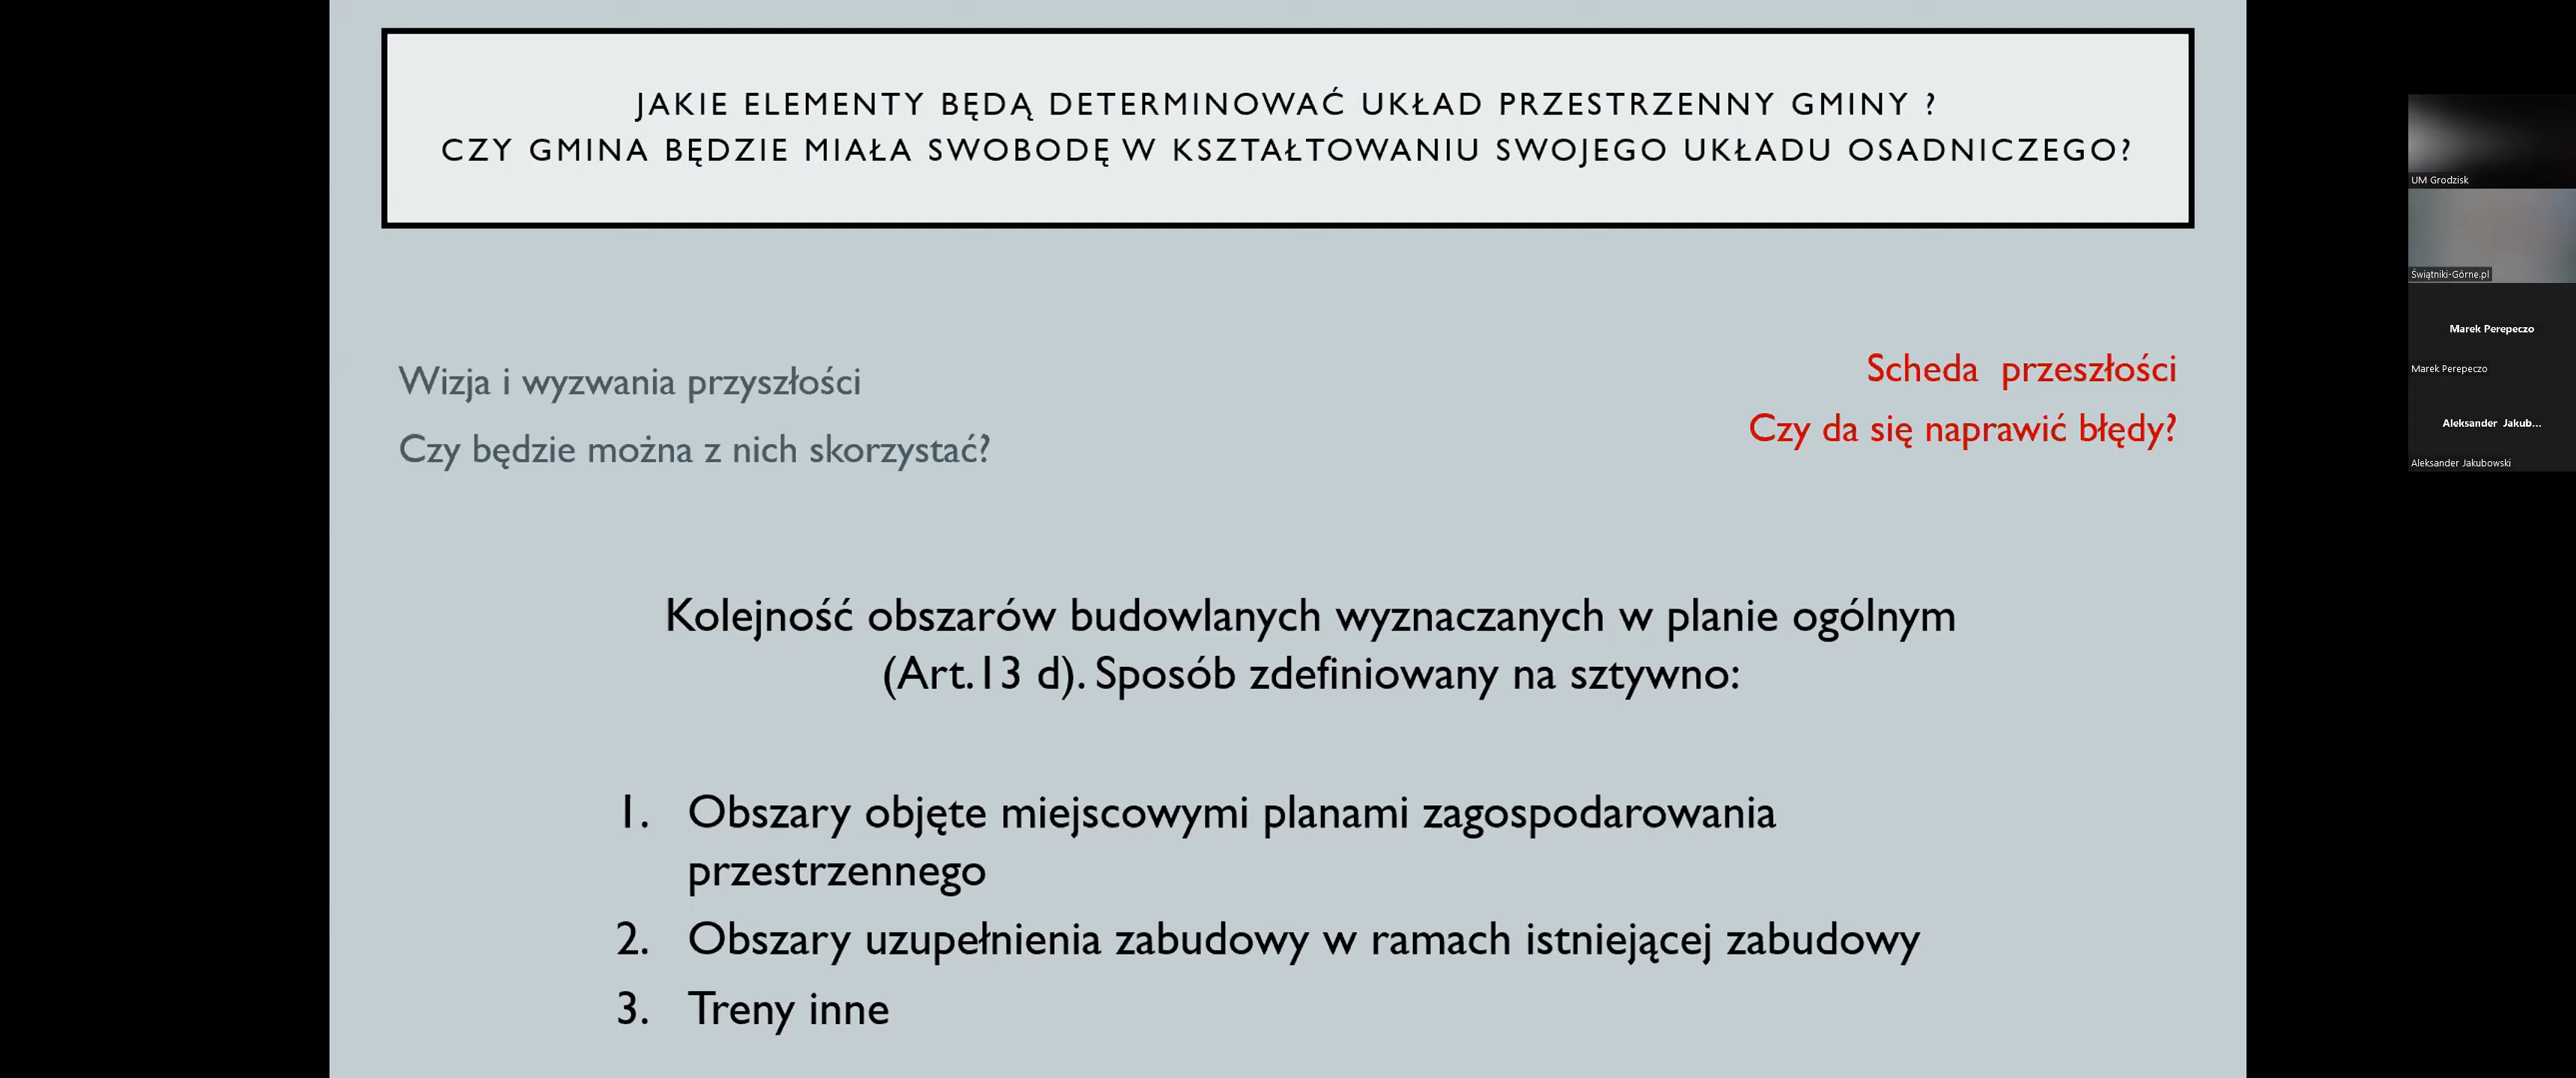 JAKIE ELEMENTY BĘDĄ DETERMINOWAĆ UKŁAD PRZESTRZENNY GMINY ?
CZY GMINA BĘDZIE MIAŁA SWOBODĘ W KSZTAŁTOWANIU SWOJEGO UKŁADU OSADNICZEGO?
Wizja i wyzwania przyszłości
Czy będzie można z nich skorzystać?
Scheda przeszłości
Czy da się naprawić błędy?
Kolejność obszarów budowlanych wyznaczanych w planie ogólnym
(Art.13 d). Sposób zdefiniowany na sztywno:
1. Obszary objęte miejscowymi planami zagospodarowania
przestrzennego
2. Obszary uzupełnienia zabudowy w ramach istniejącej zabudowy
3. Treny inne
UM Grodzisk
Świątniki-Górne.pl
Marek Perepeczo
Marek Perepeczo
Aleksander Jakub...
Aleksander Jakubowski